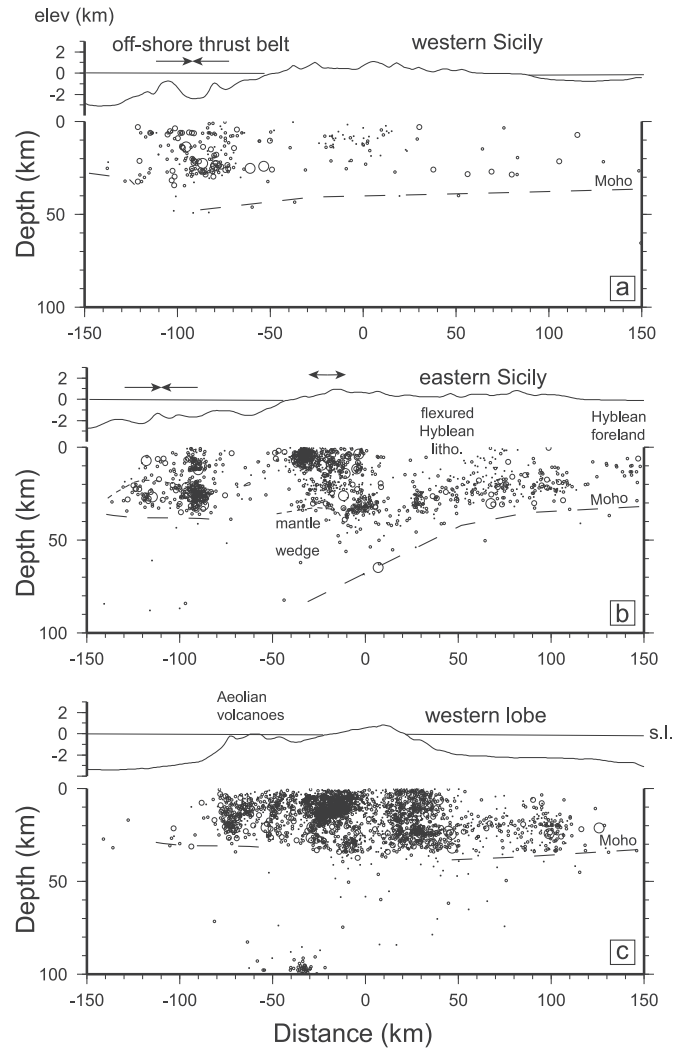 elev (km)
off-shore thrust belt
western Sicily
2
0
-2
0
50
100
Depth (km)
Moho
a
-150 -100 -50 0 50 100 150
2
0
-2
eastern Sicily
flexured
Hyblean
litho.
Hyblean
foreland
0
50
100
Depth (km)
mantle
wedge
Moho
b
-150 -100 -50 0 50 100 150
Aeolian
volcanoes
western lobe
2
0
-2
s.l.
0
50
100
Depth (km)
Moho
c
-150 -100 -50 0 50 100 150
Distance (km)